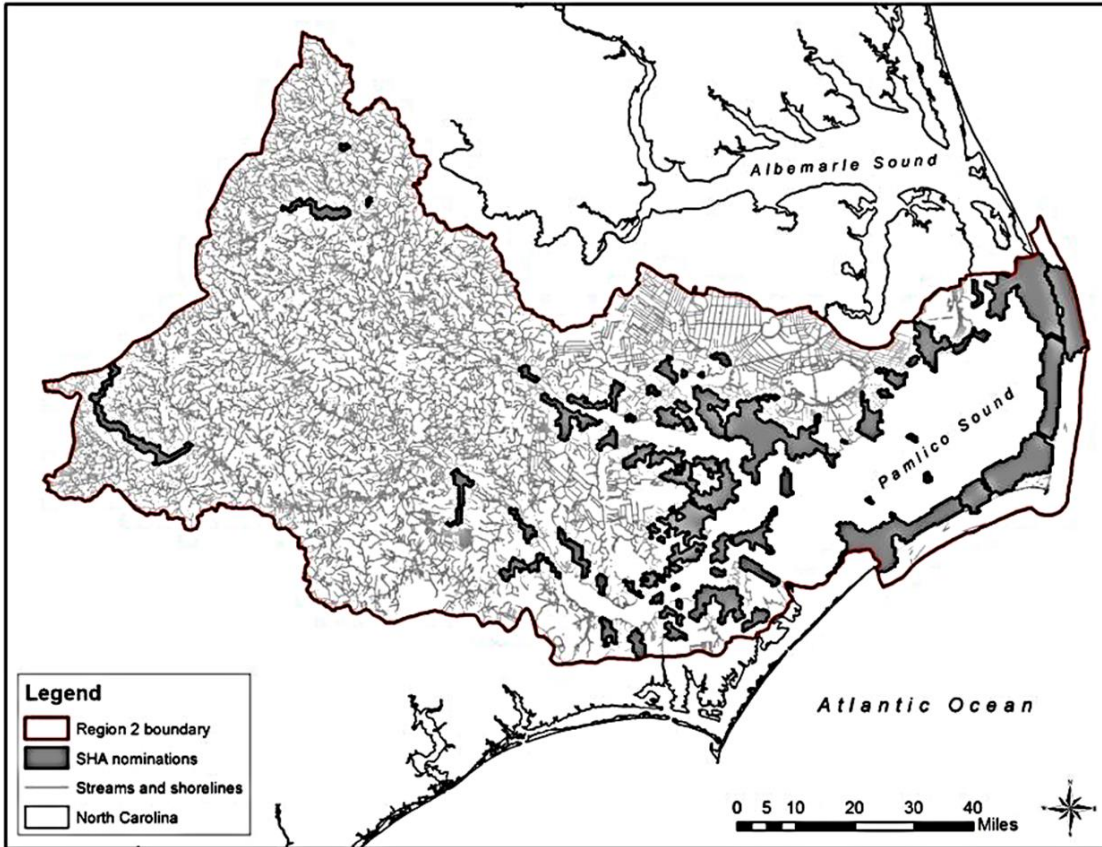 Albemarle Sound
Pamlico Sound
Atlantic Ocean
Legend
Region 2 boundary
SHA nominations
Streams and shorelines
North Carolina
0 5 10 20 30 40
Miles
N